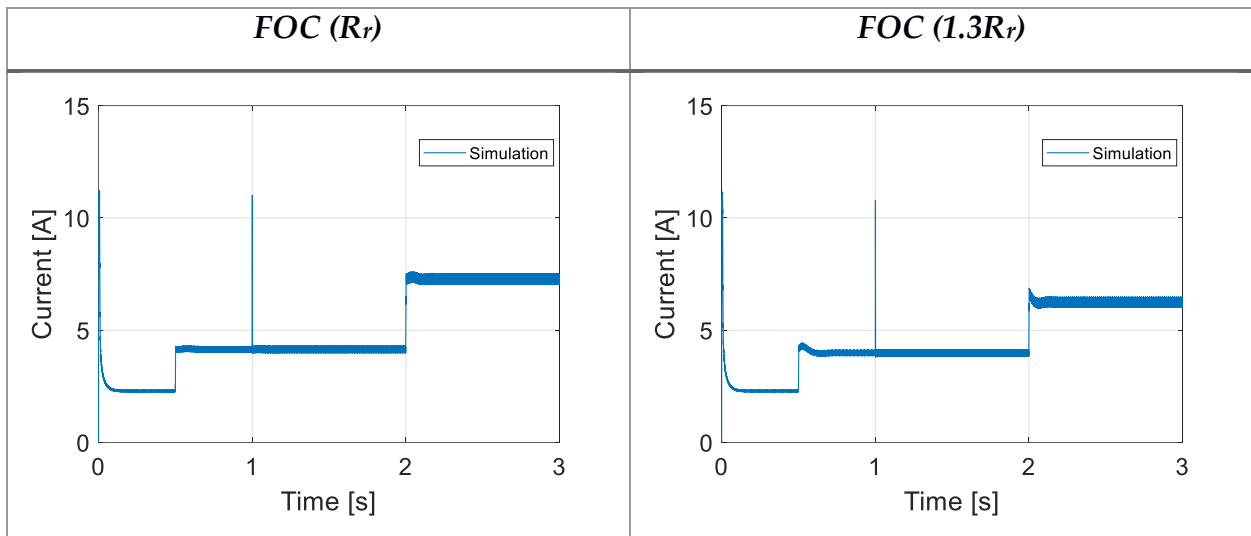 FOC (Rr)
FOC (1.3Rr)
15
10
5
0
Current [A]
Simulation
0
1
2
3
Time [s]
15
10
5
0
Current [A]
Simulation
0
1
2
3
Time [s]